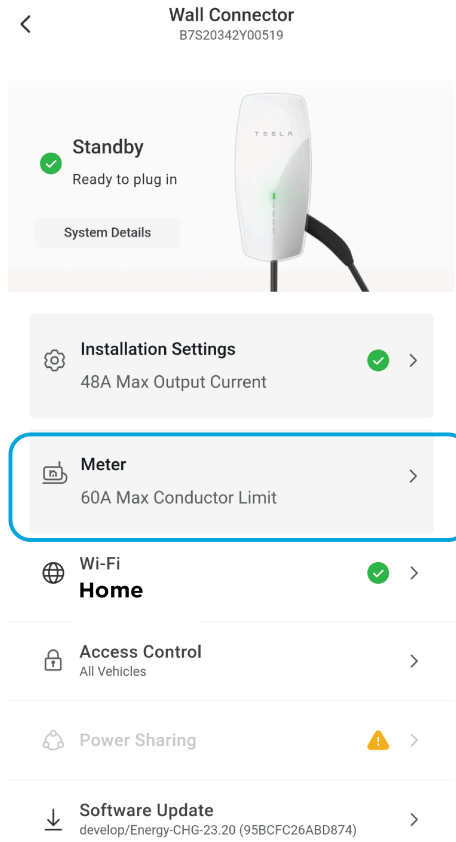 Wall Connector
B7S20342Y00519
Standby
Ready to plug in
System Details
TESLA
Installation Settings
48A Max Output Current
Meter
60A Max Conductor Limit
Wi-Fi
Home
Access Control
All Vehicles
Power Sharing
Software Update
develop/Energy-CHG-23.20 (95BCFC26ABD874)